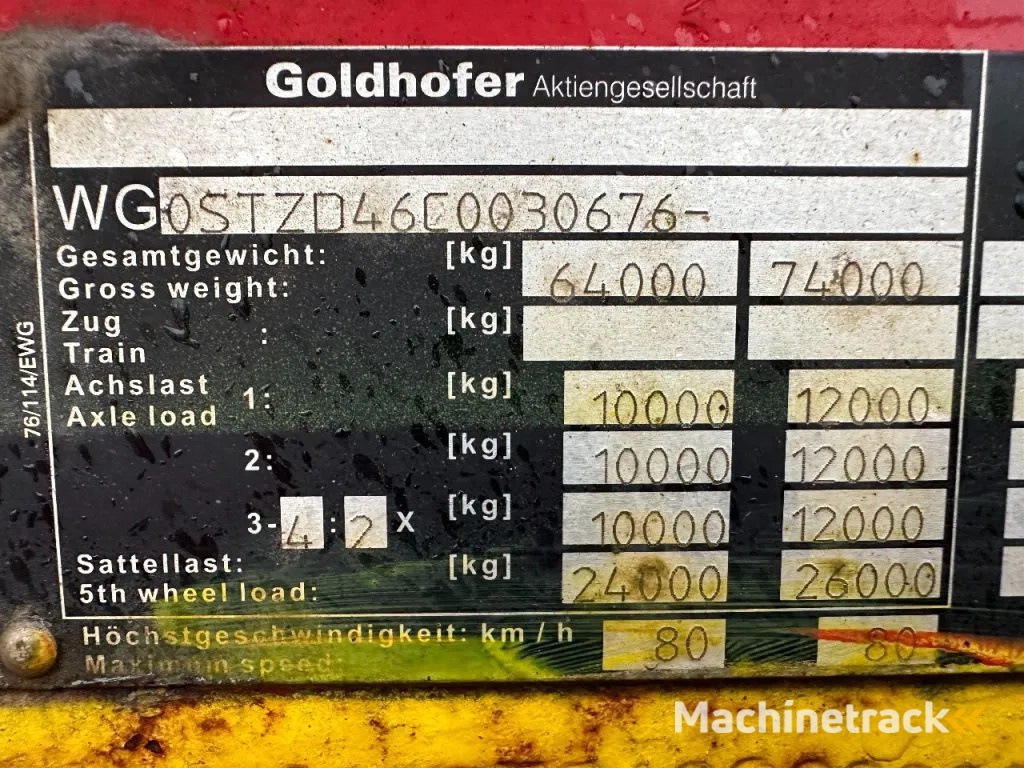 Goldhofer Aktiengesellschaft
WG0STZD46C0030676-
Gesamtgewicht: [kg] 64000 74000
Gross weight:
Zug : [kg]
Train
Achslast 1: [kg] 10000 12000
Axle load
2: [kg] 10000 12000
3-4:2 X [kg] 10000 12000
Sattellast: [kg] 24000 26000
5th wheel load:
Höchstgeschwindigkeit: km / h 80 80
Maximum speed:
76/114/EWG
Machinetrack